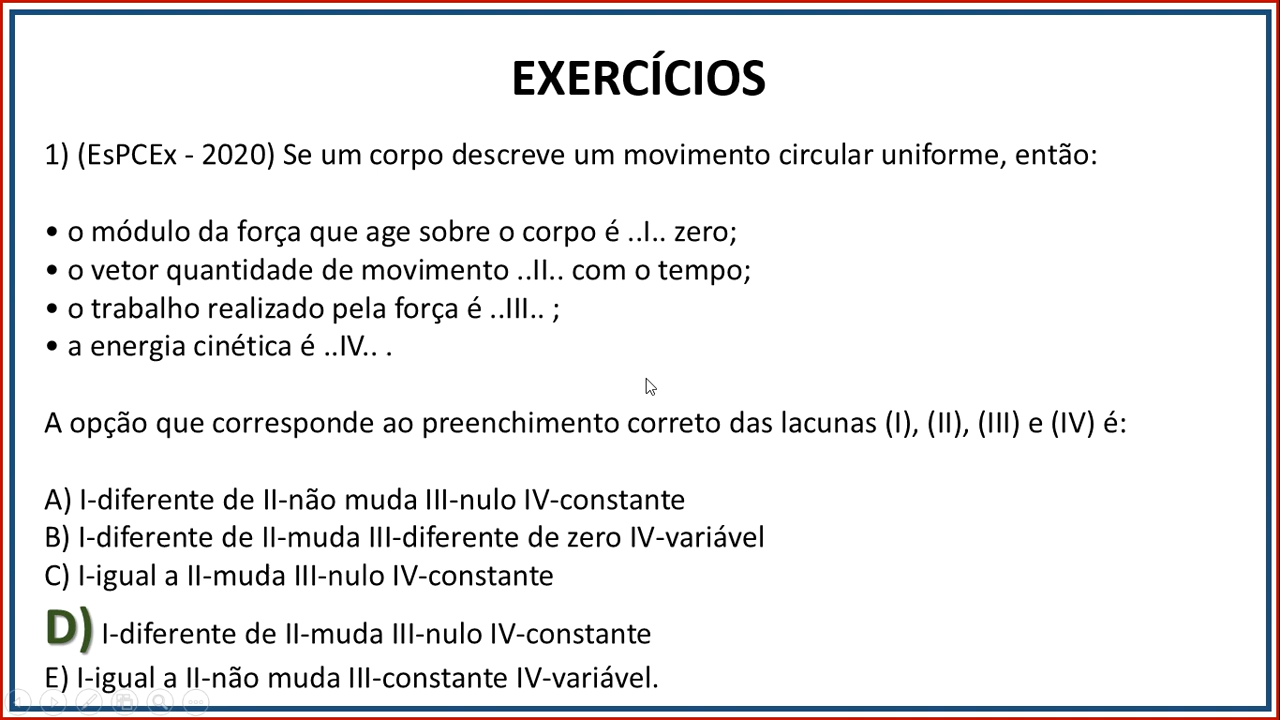 EXERCÍCIOS
1) (EsPCEx - 2020) Se um corpo descreve um movimento circular uniforme, então:
• o módulo da força que age sobre o corpo é ..I.. zero;
• o vetor quantidade de movimento ..II.. com o tempo;
• o trabalho realizado pela força é ..III.. ;
• a energia cinética é ..IV.. .
A opção que corresponde ao preenchimento correto das lacunas (I), (II), (III) e (IV) é:
A) I-diferente de II-não muda III-nulo IV-constante
B) I-diferente de II-muda III-diferente de zero IV-variável
C) I-igual a II-muda III-nulo IV-constante
D) I-diferente de II-muda III-nulo IV-constante
E) I-igual a II-não muda III-constante IV-variável.